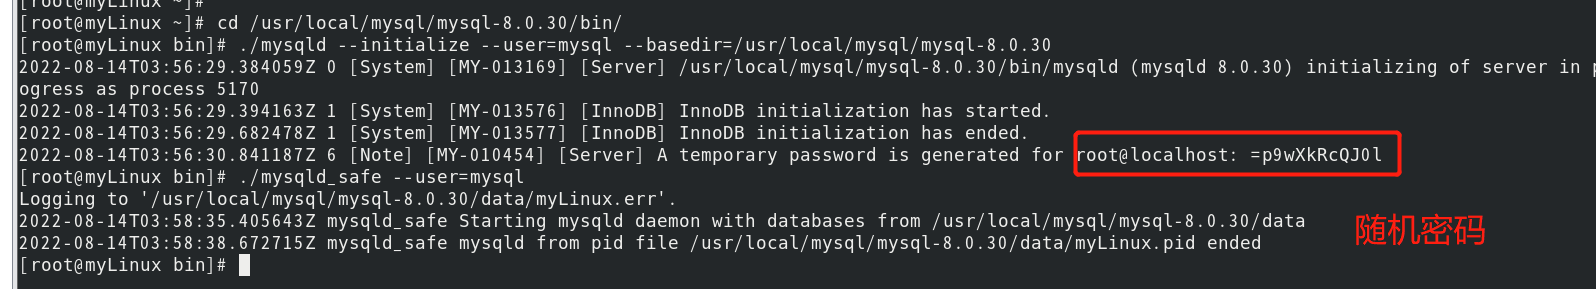 [root@myLinux ~]#
[root@myLinux ~]# cd /usr/local/mysql/mysql-8.0.30/bin/
[root@myLinux bin]# ./mysqld --initialize --user=mysql --basedir=/usr/local/mysql/mysql-8.0.30
2022-08-14T03:56:29.384059Z 0 [System] [MY-013169] [Server] /usr/local/mysql/mysql-8.0.30/bin/mysqld (mysqld 8.0.30) initializing of server in p
ogress as process 5170
2022-08-14T03:56:29.394163Z 1 [System] [MY-013576] [InnoDB] InnoDB initialization has started.
2022-08-14T03:56:29.682478Z 1 [System] [MY-013577] [InnoDB] InnoDB initialization has ended.
2022-08-14T03:56:30.841187Z 6 [Note] [MY-010454] [Server] A temporary password is generated for root@localhost: =p9wXkRcQJ0l
[root@myLinux bin]# ./mysqld_safe --user=mysql
Logging to '/usr/local/mysql/mysql-8.0.30/data/myLinux.err'.
2022-08-14T03:58:35.405643Z mysqld_safe Starting mysqld daemon with databases from /usr/local/mysql/mysql-8.0.30/data
随机密码
2022-08-14T03:58:38.672715Z mysqld_safe mysqld from pid file /usr/local/mysql/mysql-8.0.30/data/myLinux.pid ended
[root@myLinux bin]#